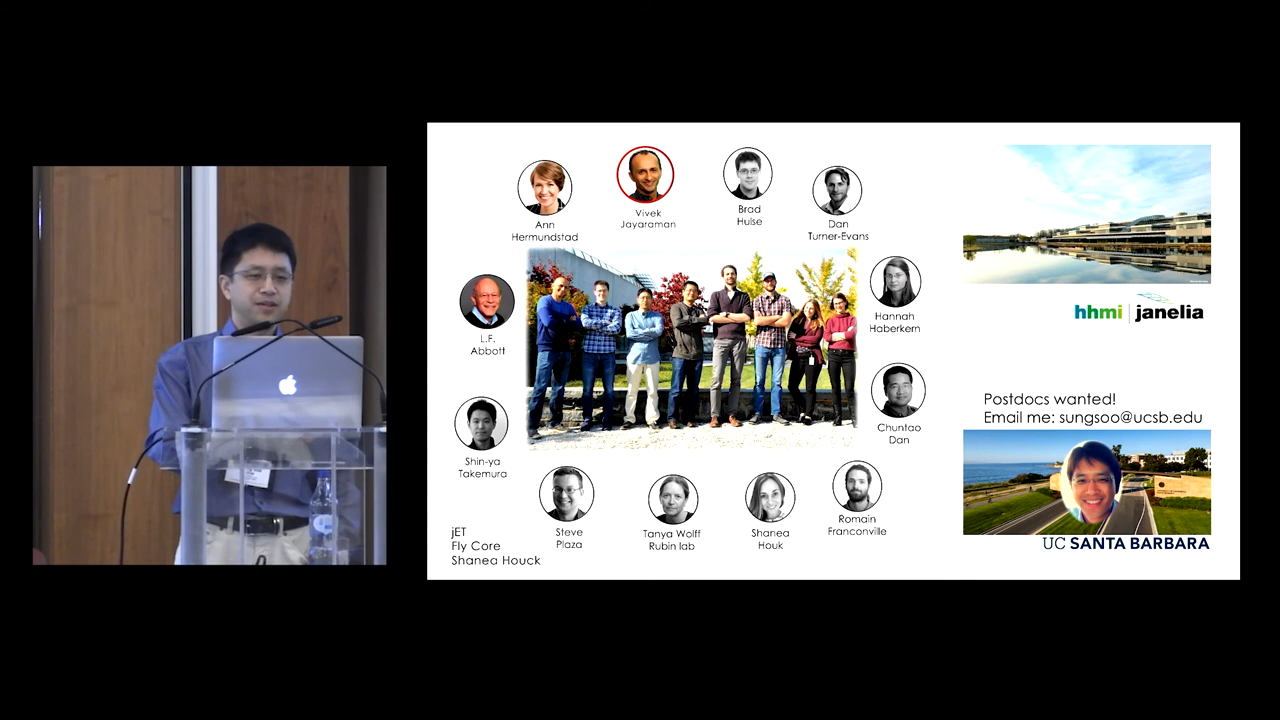 Ann
Hermundstad
Vivek
Jayaraman
Brad
Hulse
Dan
Turner-Evans
L.F.
Abbott
Hannah
Haberkern
Shin-ya
Takemura
Chuntao
Dan
Steve
Plaza
Tanya Wolff
Rubin lab
Shanea
Houk
Romain
Franconville
jET
Fly Core
Shanea Houck
hhmi | janelia
Postdocs wanted!
Email me: sungsoo@ucsb.edu
UC SANTA BARBARA